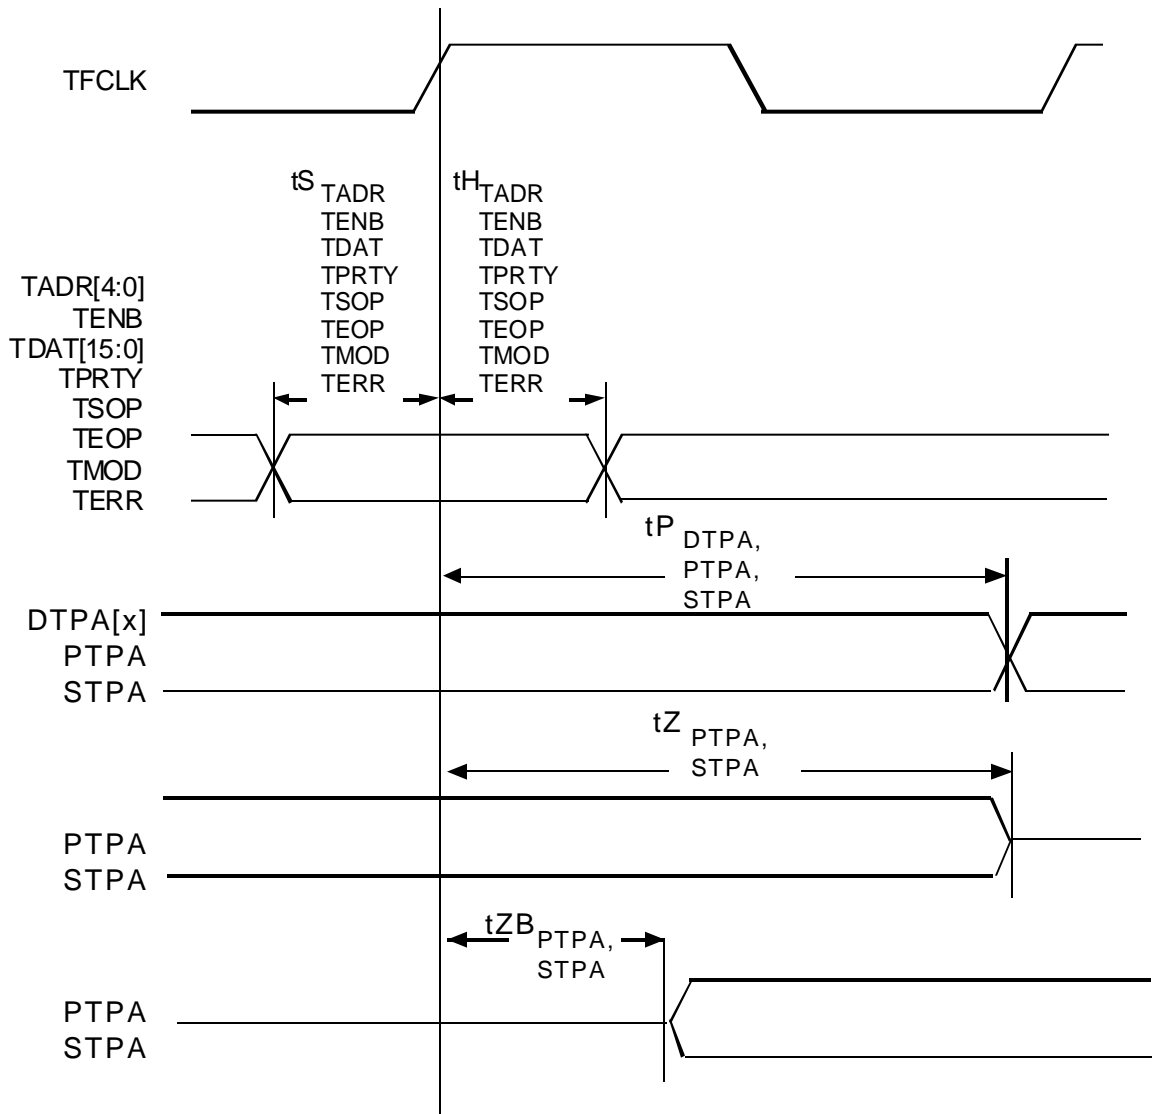 TFCLK
tS TADR
TENB
TDAT
TPRTY
TSOP
TEOP
TMOD
TERR
tH TADR
TENB
TDAT
TPRTY
TSOP
TEOP
TMOD
TERR
TADR[4:0]
TENB
TDAT[15:0]
TPRTY
TSOP
TEOP
TMOD
TERR
tP DTPA,
PTPA,
STPA
DTPA[x]
PTPA
STPA
tZ PTPA,
STPA
PTPA
STPA
tZB PTPA,
STPA
PTPA
STPA